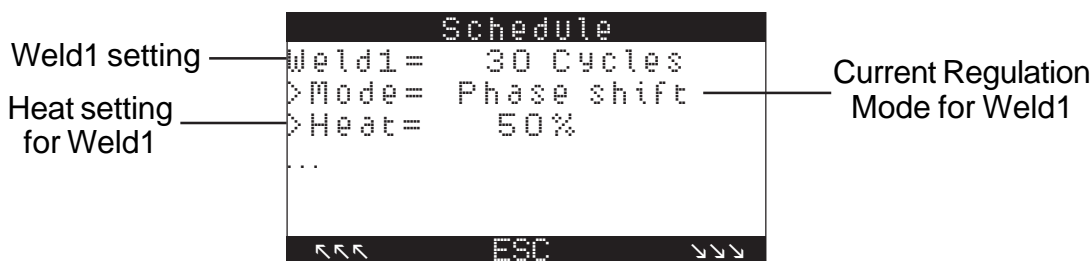 Schedule
Weld1 setting
Weld1= 30 Cycles
>Mode= Phase shift
Current Regulation
Mode for Weld1
Heat setting
for Weld1
>Heat= 50%
...
↖↖↖ ESC ↘↘↘